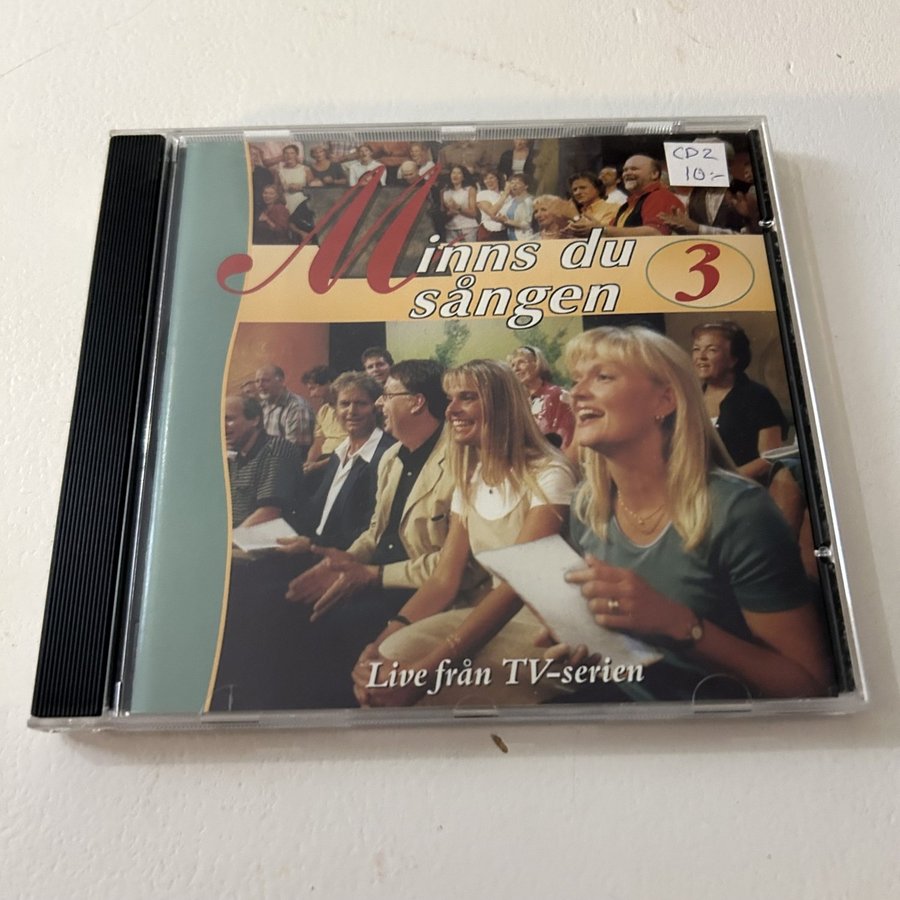 CD2
10:-
Minns du
sången
3
Live från TV-serien